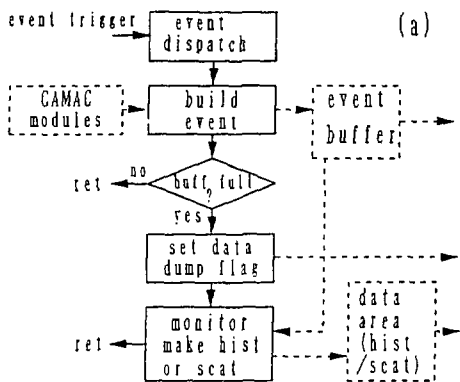 event trigger
event
dispatch
(a)
CAMAC
modules
build
event
event
buffer
no
ret
buff full
?
yes
set data
dump flag
monitor
make hist
or scat
ret
data
area
(hist
/scat)